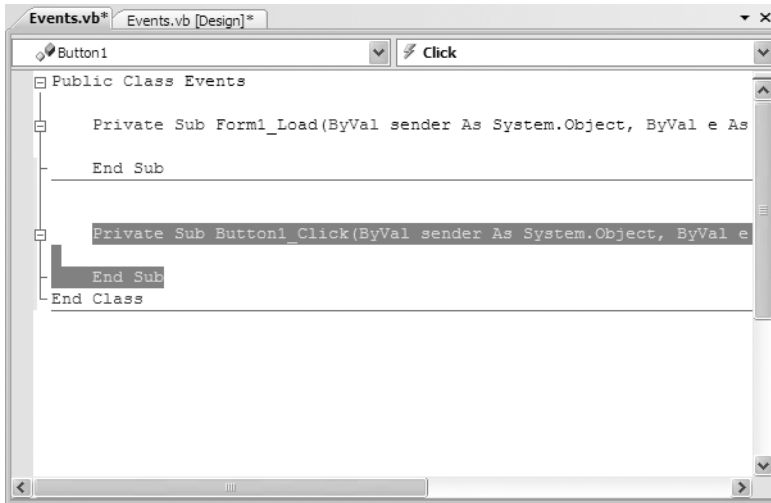 Events.vb* Events.vb [Design]*
Button1 Click
Public Class Events
Private Sub Form1_Load(ByVal sender As System.Object, ByVal e As
End Sub
Private Sub Button1_Click(ByVal sender As System.Object, ByVal e
End Sub
End Class